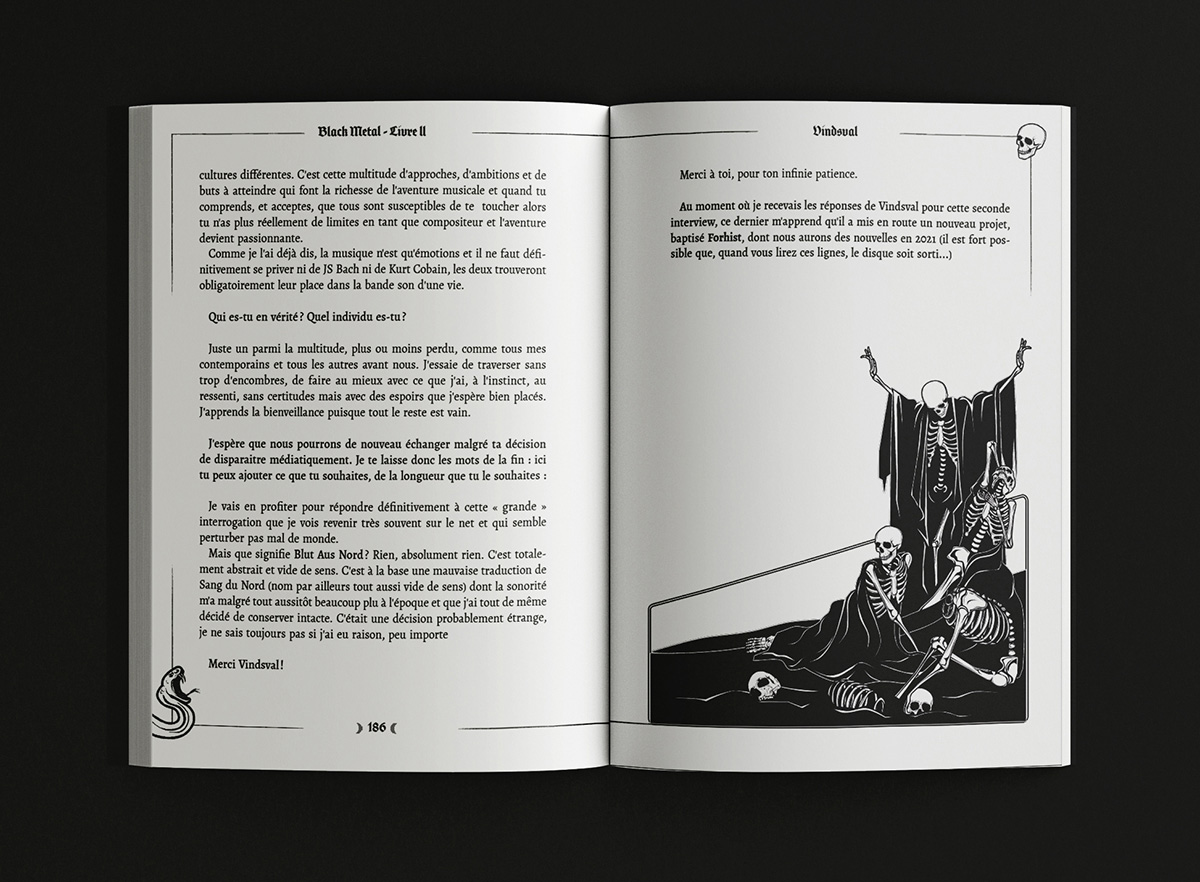 Black Metal - Livre II
cultures différentes. C'est cette multitude d'approches, d'ambitions et de
buts à atteindre qui font la richesse de l'aventure musicale et quand tu
comprends, et acceptes, que tous sont susceptibles de te toucher alors
tu n'as plus réellement de limites en tant que compositeur et l'aventure
devient passionnante.
Comme je l'ai déjà dis, la musique n'est qu'émotions et il ne faut défi-
nitivement se priver ni de JS Bach ni de Kurt Cobain, les deux trouveront
obligatoirement leur place dans la bande son d'une vie.
Qui es-tu en vérité ? Quel individu es-tu ?
Juste un parmi la multitude, plus ou moins perdu, comme tous mes
contemporains et tous les autres avant nous. J'essaie de traverser sans
trop d'encombres, de faire au mieux avec ce que j'ai, à l'instinct, au
ressenti, sans certitudes mais avec des espoirs que j'espère bien placés.
J'apprends la bienveillance puisque tout le reste est vain.
J'espère que nous pourrons de nouveau échanger malgré ta décision
de disparaitre médiatiquement. Je te laisse donc les mots de la fin : ici
tu peux ajouter ce que tu souhaites, de la longueur que tu le souhaites :
Je vais en profiter pour répondre définitivement à cette « grande »
interrogation que je vois revenir très souvent sur le net et qui semble
perturber pas mal de monde.
Mais que signifie Blut Aus Nord ? Rien, absolument rien. C'est totale-
ment abstrait et vide de sens. C'est à la base une mauvaise traduction de
Sang du Nord (nom par ailleurs tout aussi vide de sens) dont la sonorité
m'a malgré tout aussitôt beaucoup plu à l'époque et que j'ai tout de même
décidé de conserver intacte. C'était une décision probablement étrange,
je ne sais toujours pas si j'ai eu raison, peu importe
Merci Vindsval !
186
Vindsval
Merci à toi, pour ton infinie patience.
Au moment où je recevais les réponses de Vindsval pour cette seconde
interview, ce dernier m'apprend qu'il a mis en route un nouveau projet,
baptisé Forhist, dont nous aurons des nouvelles en 2021 (il est fort pos-
sible que, quand vous lirez ces lignes, le disque soit sorti...)